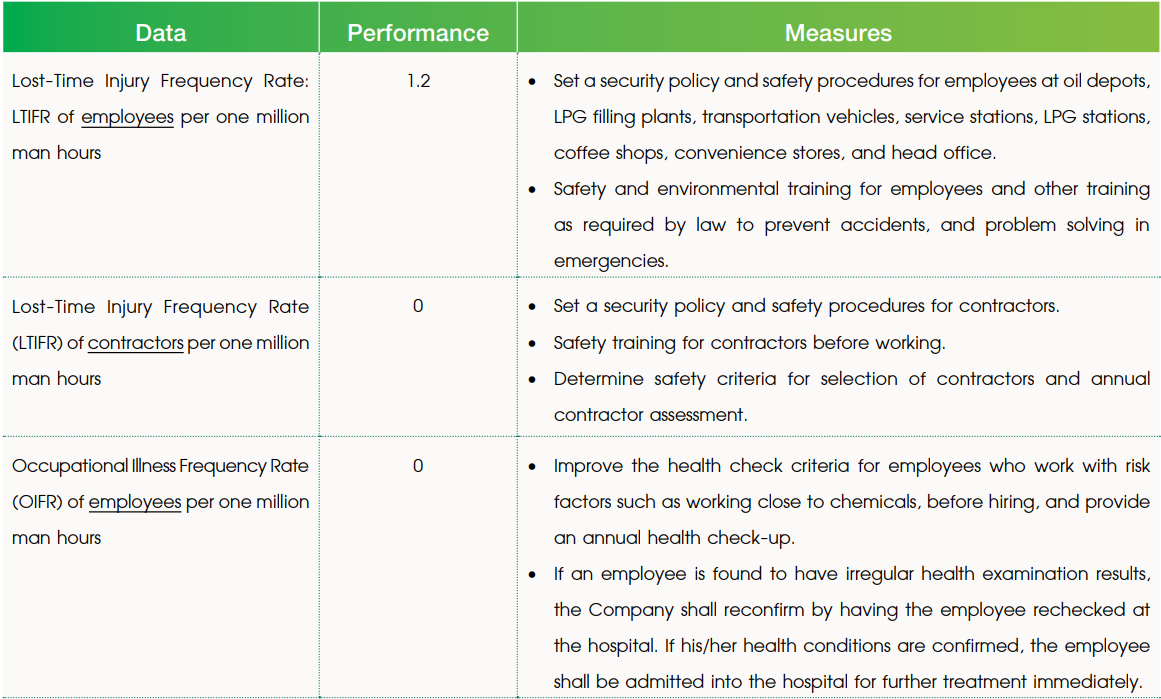 Data Performance Measures
Lost-Time Injury Frequency Rate:
LTIFR of employees per one million
man hours
1.2
• Set a security policy and safety procedures for employees at oil depots,
LPG filling plants, transportation vehicles, service stations, LPG stations,
coffee shops, convenience stores, and head office.
• Safety and environmental training for employees and other training
as required by law to prevent accidents, and problem solving in
emergencies.
Lost-Time Injury Frequency Rate
(LTIFR) of contractors per one million
man hours
0
• Set a security policy and safety procedures for contractors.
• Safety training for contractors before working.
• Determine safety criteria for selection of contractors and annual
contractor assessment.
Occupational Illness Frequency Rate
(OIFR) of employees per one million
man hours
0
• Improve the health check criteria for employees who work with risk
factors such as working close to chemicals, before hiring, and provide
an annual health check-up.
• If an employee is found to have irregular health examination results,
the Company shall reconfirm by having the employee rechecked at
the hospital. If his/her health conditions are confirmed, the employee
shall be admitted into the hospital for further treatment immediately.